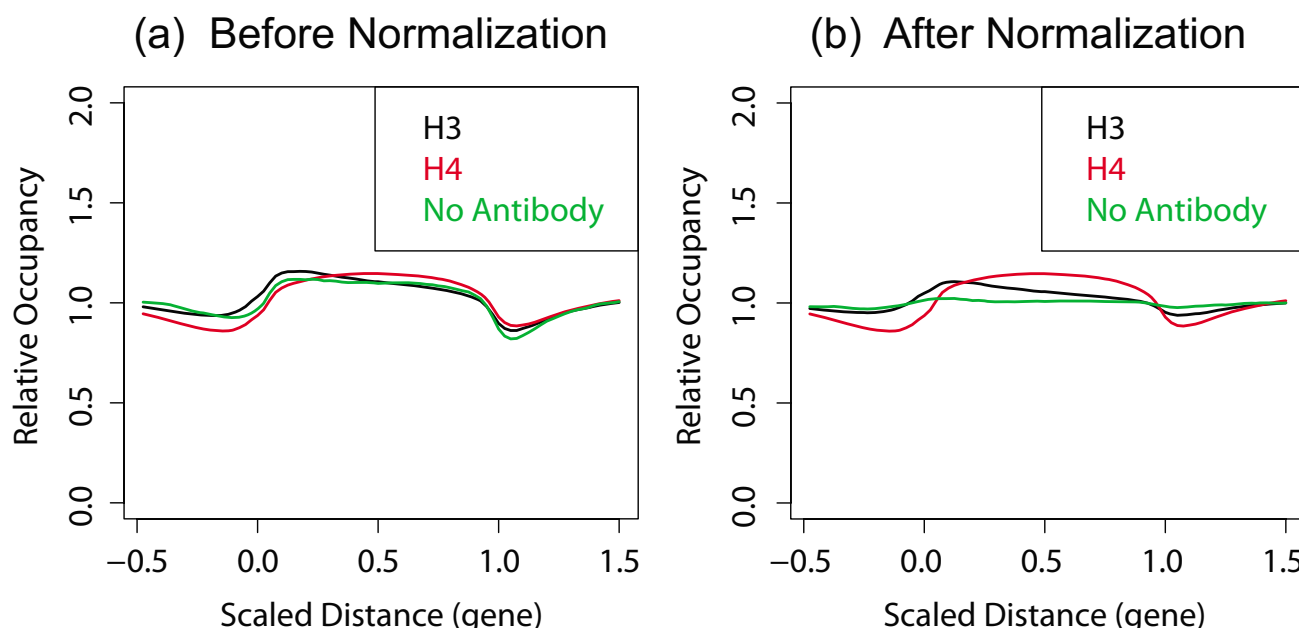 (a) Before Normalization
2.0
1.5
1.0
0.5
0.0
Relative Occupancy
H3
H4
No Antibody
−0.5 0.0 0.5 1.0 1.5
Scaled Distance (gene)
(b) After Normalization
2.0
1.5
1.0
0.5
0.0
Relative Occupancy
H3
H4
No Antibody
−0.5 0.0 0.5 1.0 1.5
Scaled Distance (gene)